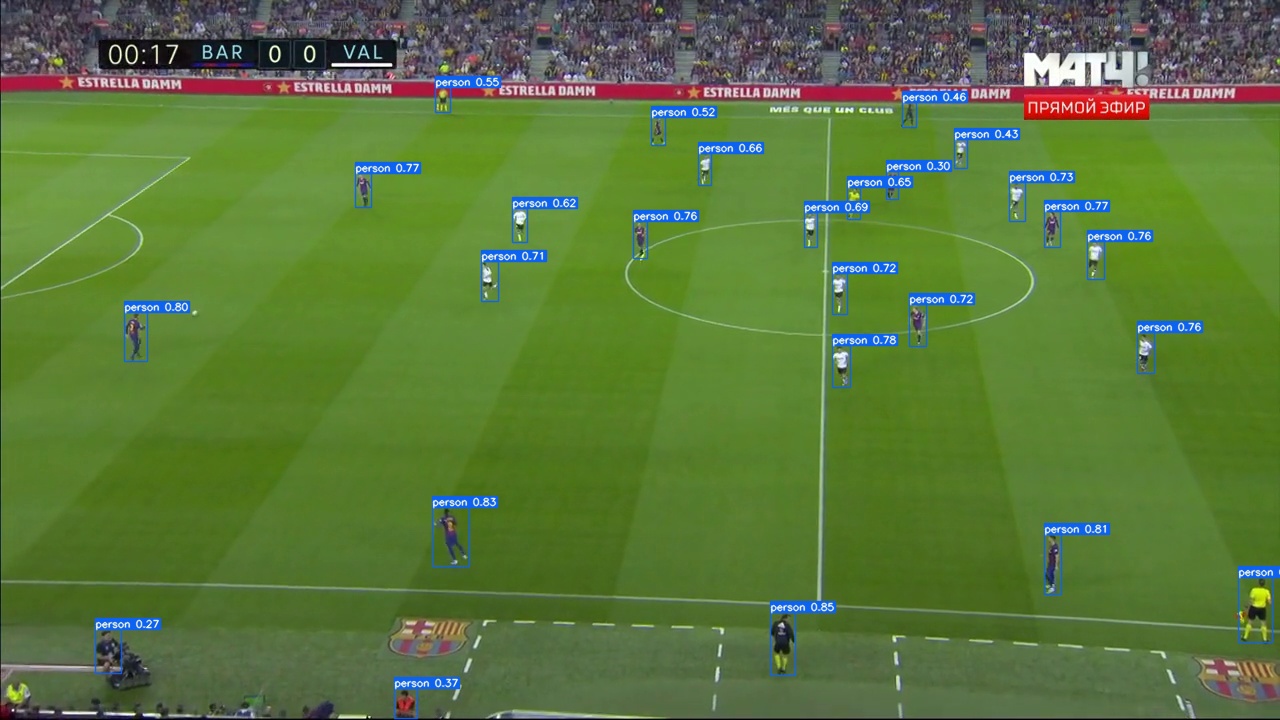 00:17 BAR 0 0 VAL
МАТЧ!
ПРЯМОЙ ЭФИР
ESTRELLA DAMM ESTRELLA DAMM ESTRELLA DAMM ESTRELLA DAMM DAMM ESTRELLA DAMM
MÉS QUE UN CLUB
person 0.55
person 0.46
person 0.52
person 0.43
person 0.66
person 0.77
person 0.30
person 0.65
person 0.73
person 0.62
person 0.69
person 0.77
person 0.76
person 0.76
person 0.71
person 0.72
person 0.80
person 0.72
person 0.76
person 0.78
person 0.83
person 0.81
person
person 0.85
person 0.27
person 0.37